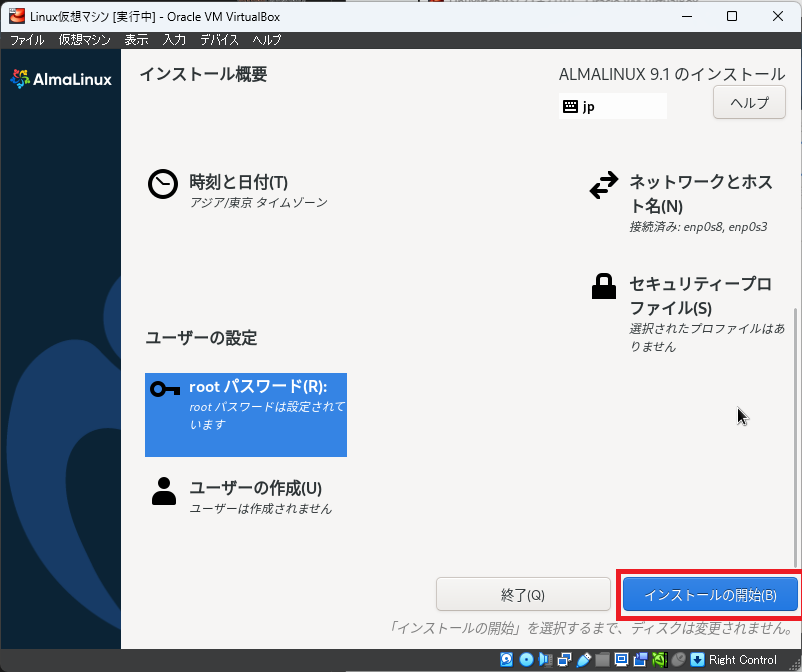 Linux仮想マシン [実行中] - Oracle VM VirtualBox
ファイル 仮想マシン 表示 入力 デバイス ヘルプ
AlmaLinux
インストール概要
ALMALINUX 9.1 のインストール
jp
ヘルプ
時刻と日付(T)
アジア/東京 タイムゾーン
ネットワークとホス
ト名(N)
接続済み: enp0s8, enp0s3
セキュリティープロ
ファイル(S)
選択されたプロファイルはあ
りません
ユーザーの設定
root パスワード(R):
root パスワードは設定されて
います
ユーザーの作成(U)
ユーザーは作成されません
終了(Q)
インストールの開始(B)
「インストールの開始」を選択するまで、ディスクは変更されません。
Right Control